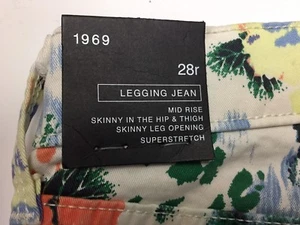 1969
28r
LEGGING JEAN
MID RISE
SKINNY IN THE HIP & THIGH
SKINNY LEG OPENING
SUPERSTRETCH